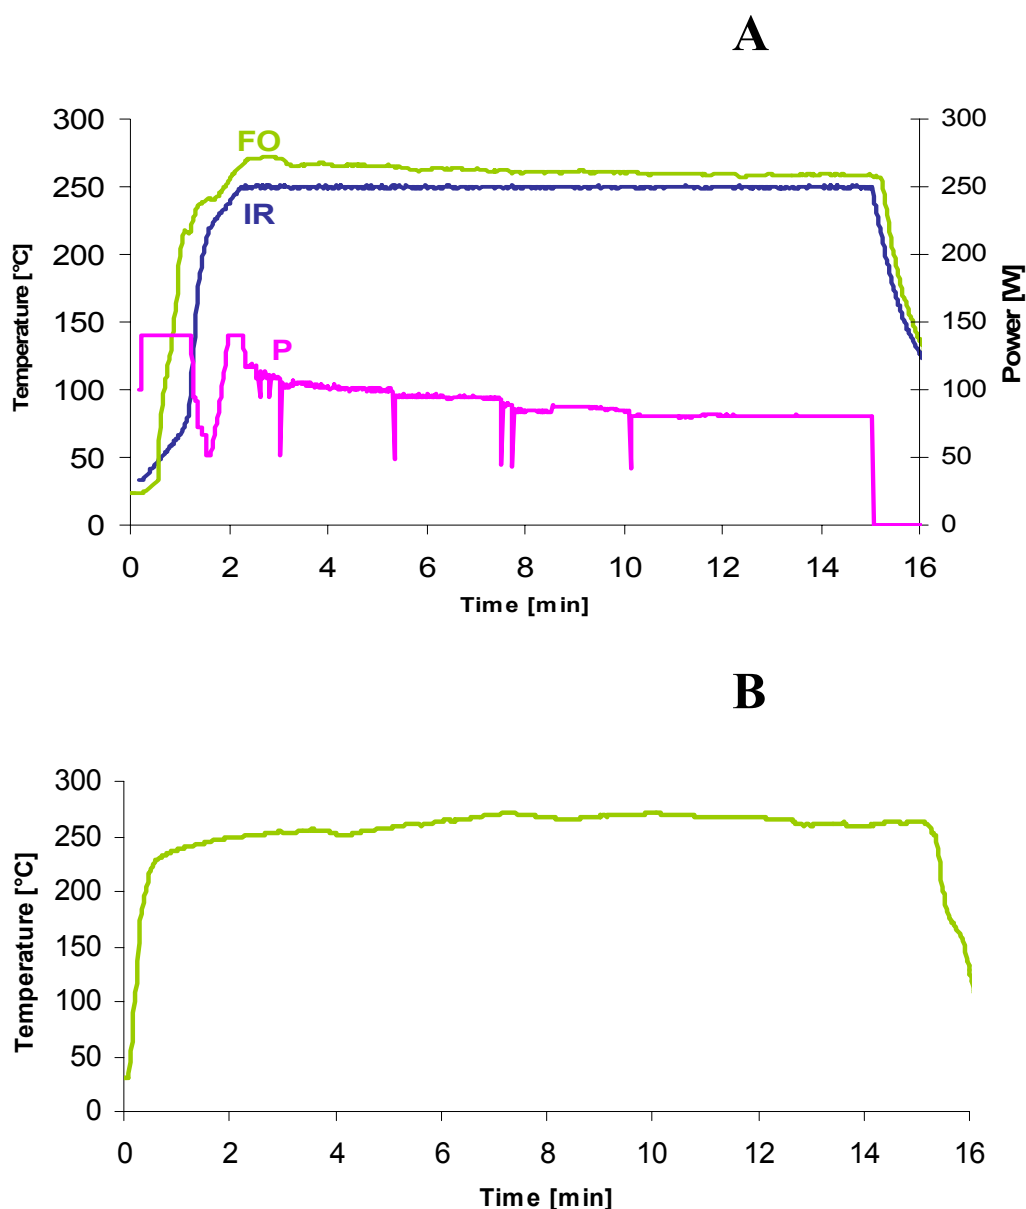 A
300 300
FO
250 250
IR
200 200
150 150
P
100 100
50 50
0 0
0 2 4 6 8 10 12 14 16
Temperature [°C]
Power [W]
Time [min]
B
300
250
200
150
100
50
0
0 2 4 6 8 10 12 14 16
Temperature [°C]
Time [min]